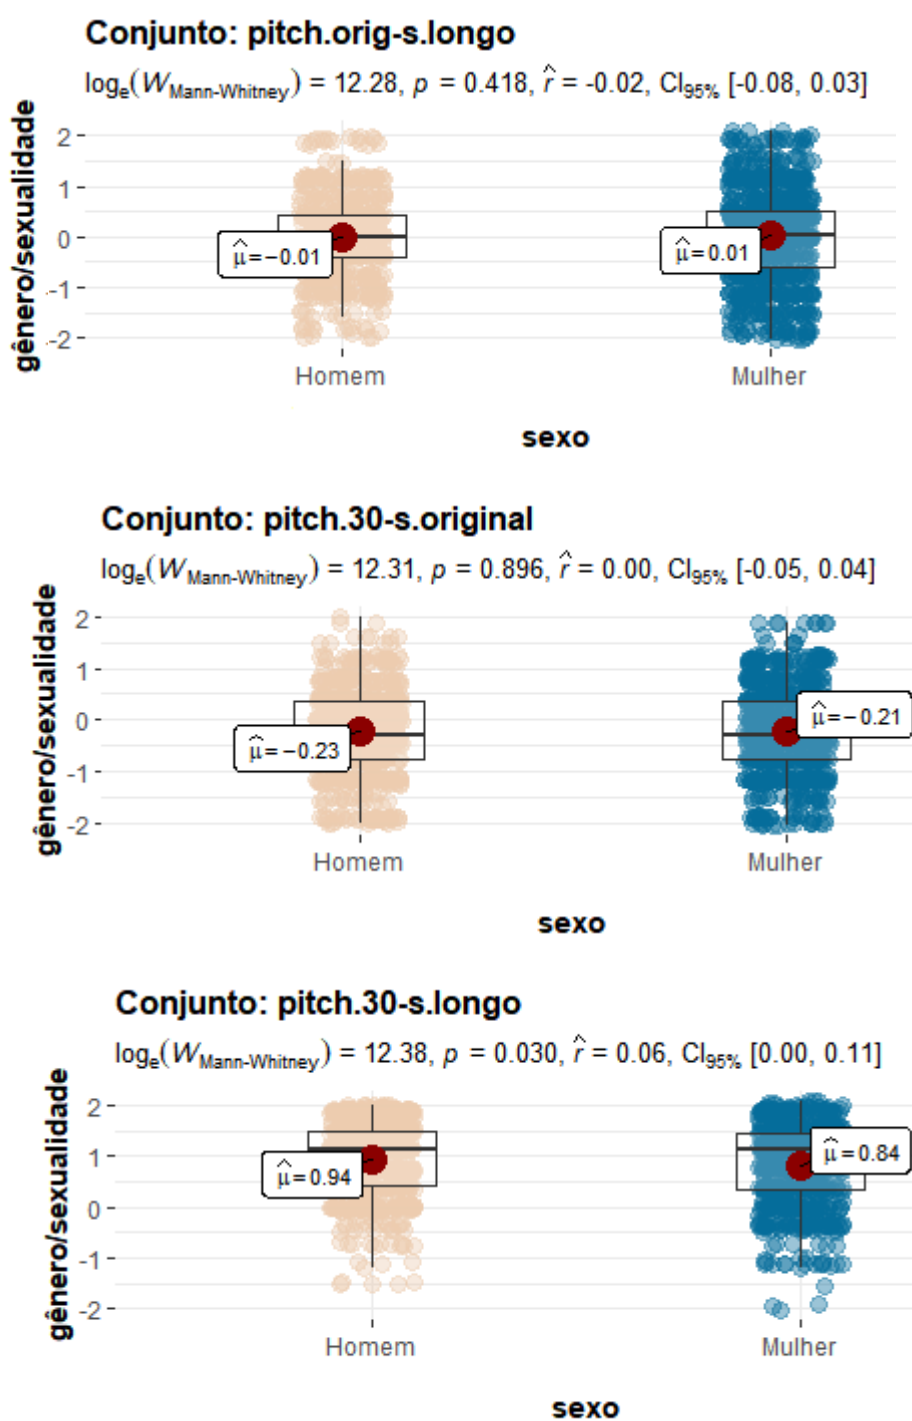 Conjunto: pitch.orig-s.longo
logₑ(W_Mann-Whitney) = 12.28, p = 0.418, r̂ = -0.02, CI₉₅% [-0.08, 0.03]
gênero/sexualidade
2
1
0
-1
-2
μ̂ = −0.01
μ̂ = 0.01
Homem
Mulher
sexo
Conjunto: pitch.30-s.original
logₑ(W_Mann-Whitney) = 12.31, p = 0.896, r̂ = 0.00, CI₉₅% [-0.05, 0.04]
gênero/sexualidade
2
1
0
-1
-2
μ̂ = −0.23
μ̂ = −0.21
Homem
Mulher
sexo
Conjunto: pitch.30-s.longo
logₑ(W_Mann-Whitney) = 12.38, p = 0.030, r̂ = 0.06, CI₉₅% [0.00, 0.11]
gênero/sexualidade
2
1
0
-1
-2
μ̂ = 0.94
μ̂ = 0.84
Homem
Mulher
sexo